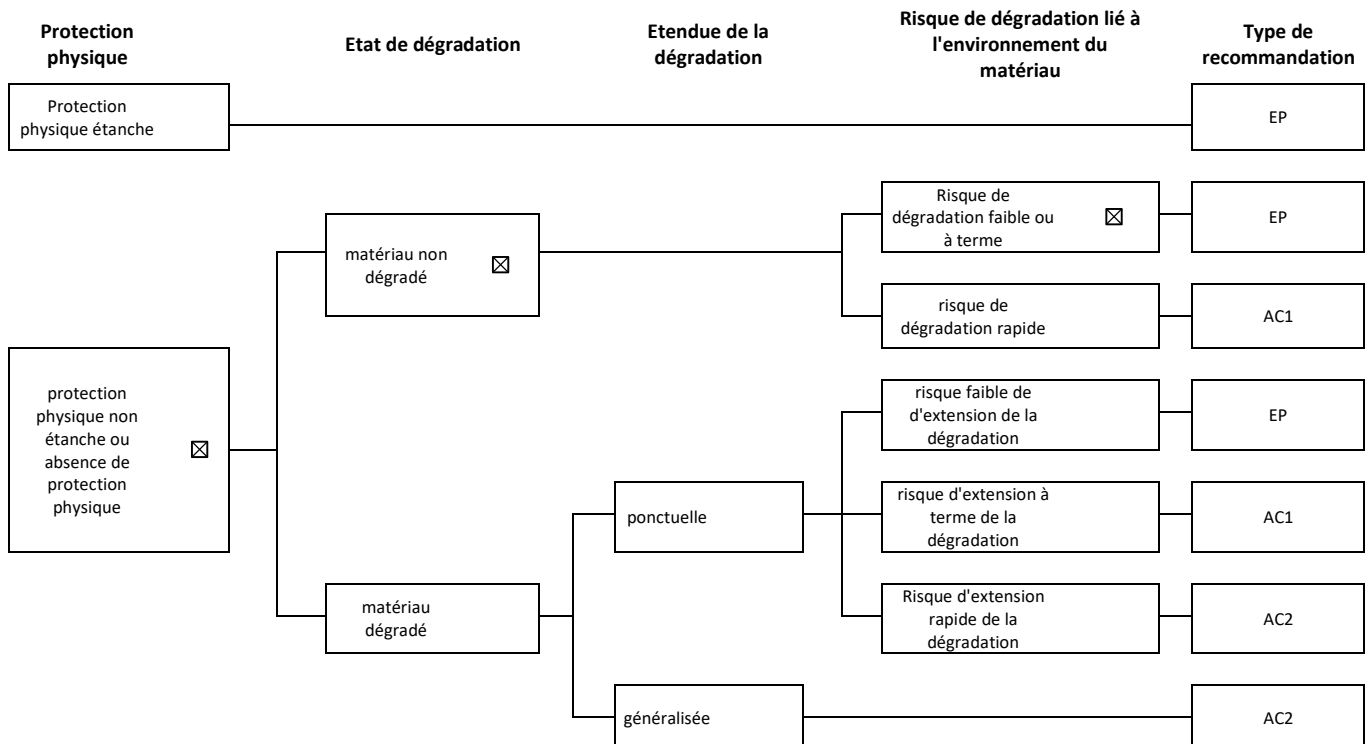 Protection
physique
Etat de dégradation
Etendue de la
dégradation
Risque de dégradation lié à
l'environnement du
matériau
Type de
recommandation
Protection
physique étanche
EP
Risque de
dégradation faible ou
à terme
EP
matériau non
dégradé
risque de
dégradation rapide
AC1
protection
physique non
étanche ou
absence de
protection
physique
risque faible de
d'extension de la
dégradation
EP
ponctuelle
risque d'extension à
terme de la
dégradation
AC1
matériau
dégradé
Risque d'extension
rapide de la
dégradation
AC2
généralisée
AC2